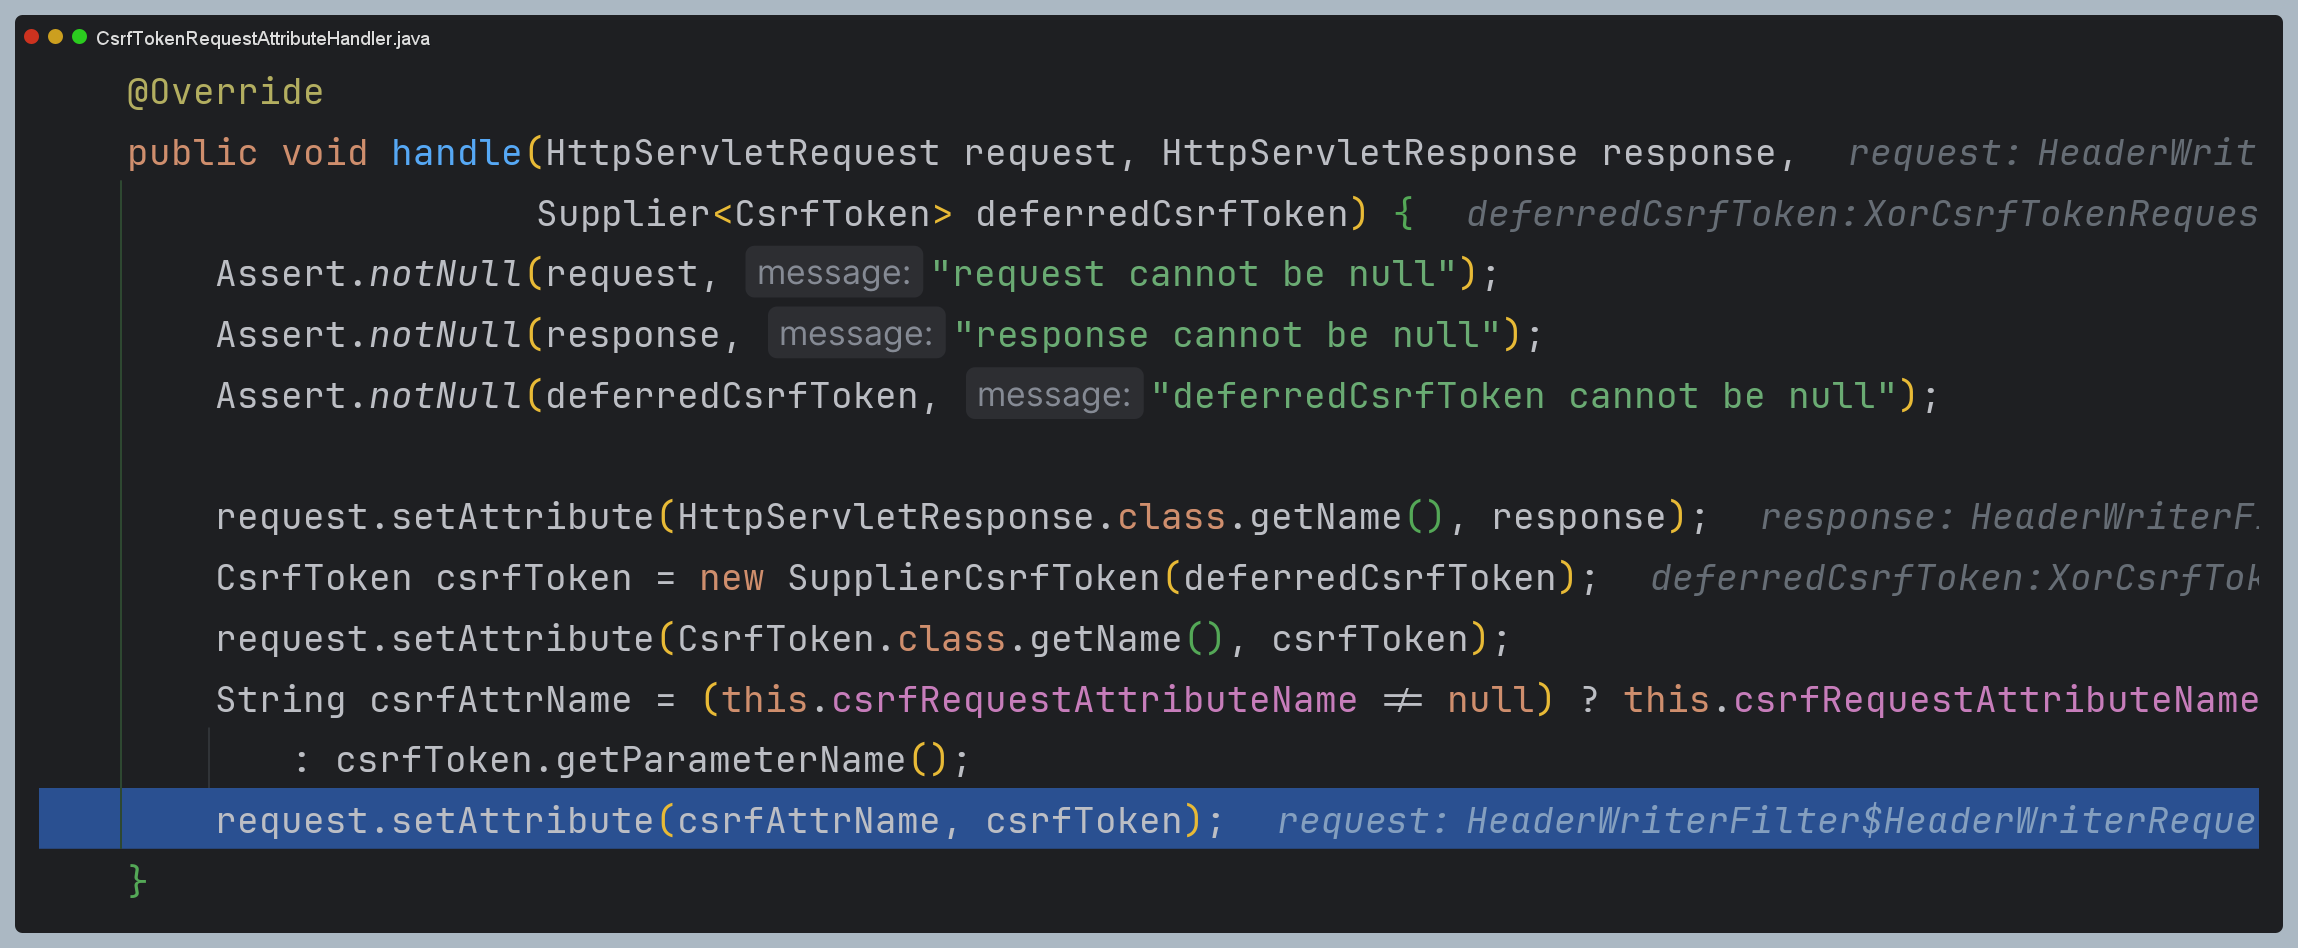 CsrfTokenRequestAttributeHandler.java
@Override
public void handle(HttpServletRequest request, HttpServletResponse response,   request: HeaderWrit
Supplier<CsrfToken> deferredCsrfToken) {   deferredCsrfToken: XorCsrfTokenReques
Assert.notNull(request, message: "request cannot be null");
Assert.notNull(response, message: "response cannot be null");
Assert.notNull(deferredCsrfToken, message: "deferredCsrfToken cannot be null");
request.setAttribute(HttpServletResponse.class.getName(), response);   response: HeaderWriterF
CsrfToken csrfToken = new SupplierCsrfToken(deferredCsrfToken);   deferredCsrfToken: XorCsrfTok
request.setAttribute(CsrfToken.class.getName(), csrfToken);
String csrfAttrName = (this.csrfRequestAttributeName != null) ? this.csrfRequestAttributeName
: csrfToken.getParameterName();
request.setAttribute(csrfAttrName, csrfToken);   request: HeaderWriterFilter$HeaderWriterReque
}